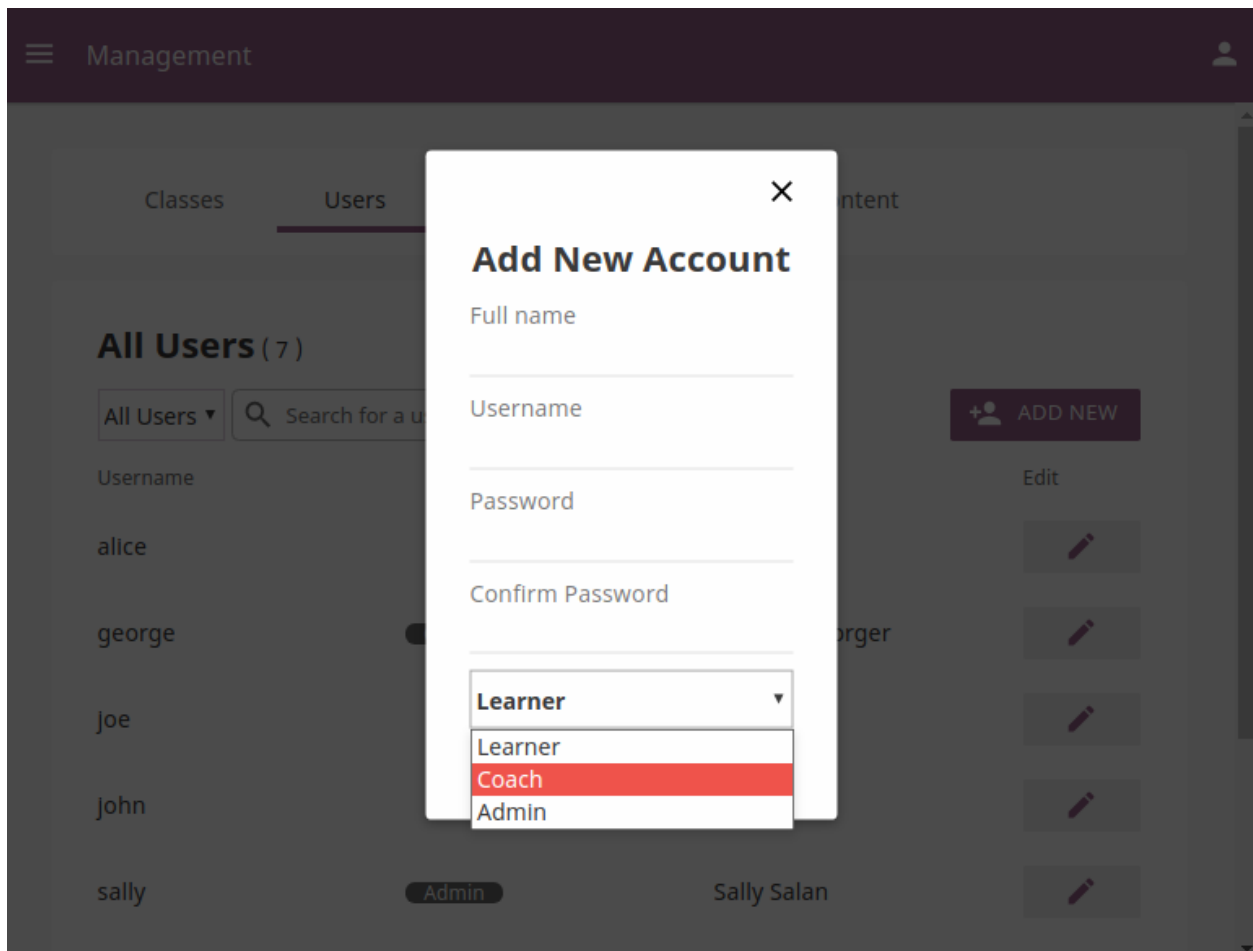 Management
Classes Users ntent
Add New Account
Full name
All Users ( 7 )
All Users Search for a u
ADD NEW
Username
Username Edit
Password
alice
Confirm Password
george orger
Learner
joe
Learner
Coach
Admin
john
sally Admin Sally Salan